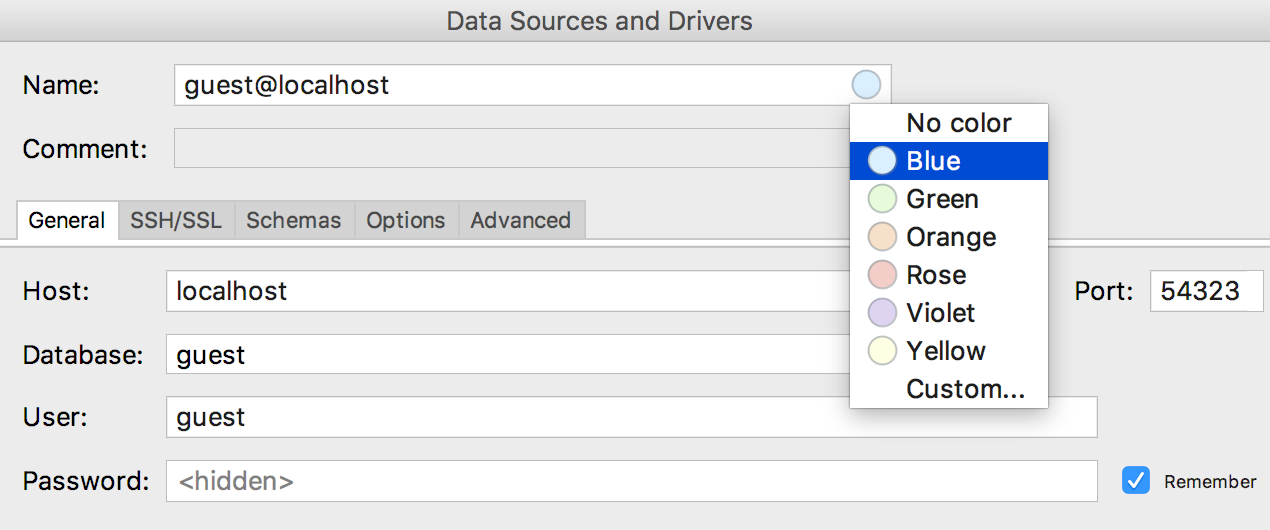 Data Sources and Drivers
Name: guest@localhost
Comment:
No color
Blue
Green
Orange
Rose
Violet
Yellow
Custom...
General SSH/SSL Schemas Options Advanced
Host: localhost Port: 54323
Database: guest
User: guest
Password: <hidden> Remember